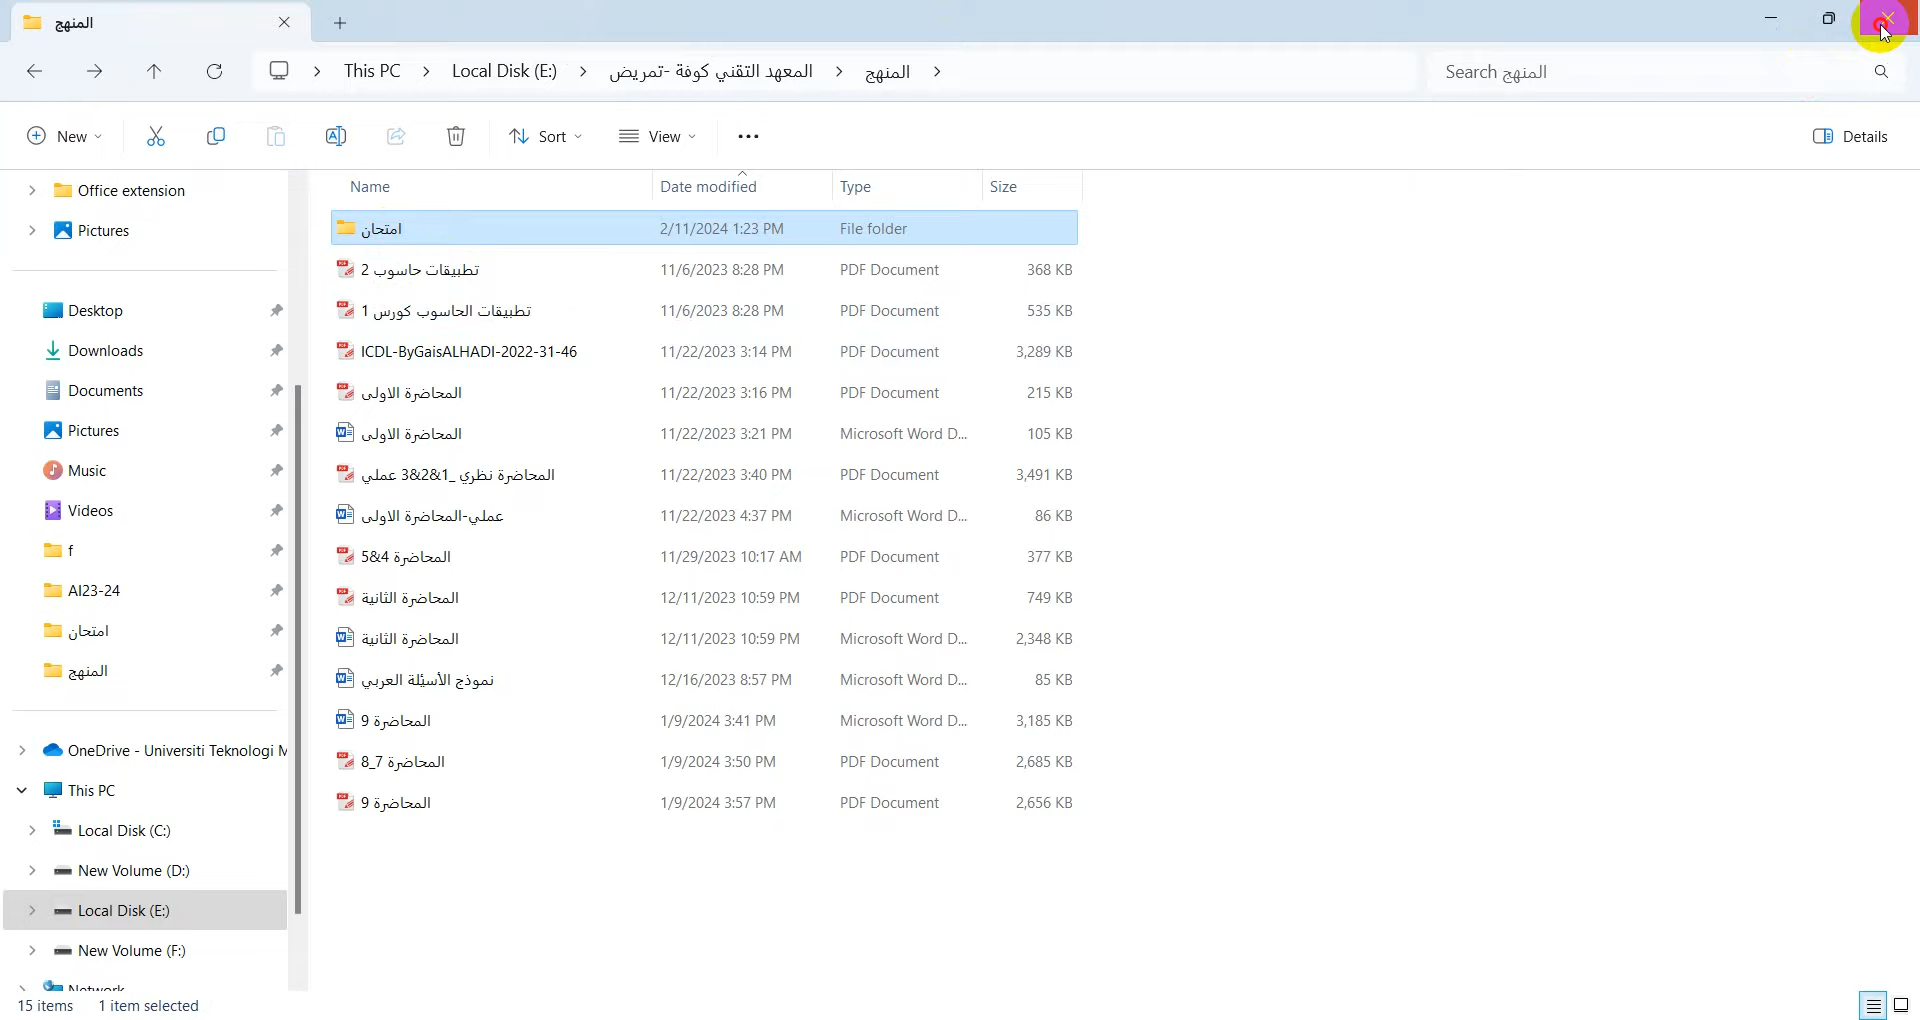 المنهج
This PC > Local Disk (E:) > المعهد التقني كوفة -تمريض > المنهج >
Search المنهج
New Sort View ... Details
Office extension
Pictures
Desktop
Downloads
Documents
Pictures
Music
Videos
f
AI23-24
امتحان
المنهج
OneDrive - Universiti Teknologi M
This PC
Local Disk (C:)
New Volume (D:)
Local Disk (E:)
New Volume (F:)
Network
Name Date modified Type Size
امتحان 2/11/2024 1:23 PM File folder
تطبيقات حاسوب 2 11/6/2023 8:28 PM PDF Document 368 KB
تطبيقات الحاسوب كورس 1 11/6/2023 8:28 PM PDF Document 535 KB
ICDL-ByGaisALHADI-2022-31-46 11/22/2023 3:14 PM PDF Document 3,289 KB
المحاضرة الاولى 11/22/2023 3:16 PM PDF Document 215 KB
المحاضرة الاولى 11/22/2023 3:21 PM Microsoft Word D... 105 KB
المحاضرة نظري _1&2&3 عملي 11/22/2023 3:40 PM PDF Document 3,491 KB
عملي-المحاضرة الاولى 11/22/2023 4:37 PM Microsoft Word D... 86 KB
المحاضرة 4&5 11/29/2023 10:17 AM PDF Document 377 KB
المحاضرة الثانية 12/11/2023 10:59 PM PDF Document 749 KB
المحاضرة الثانية 12/11/2023 10:59 PM Microsoft Word D... 2,348 KB
نموذج الأسئلة العربي 12/16/2023 8:57 PM Microsoft Word D... 85 KB
المحاضرة 9 1/9/2024 3:41 PM Microsoft Word D... 3,185 KB
المحاضرة 7_8 1/9/2024 3:50 PM PDF Document 2,685 KB
المحاضرة 9 1/9/2024 3:57 PM PDF Document 2,656 KB
15 items 1 item selected